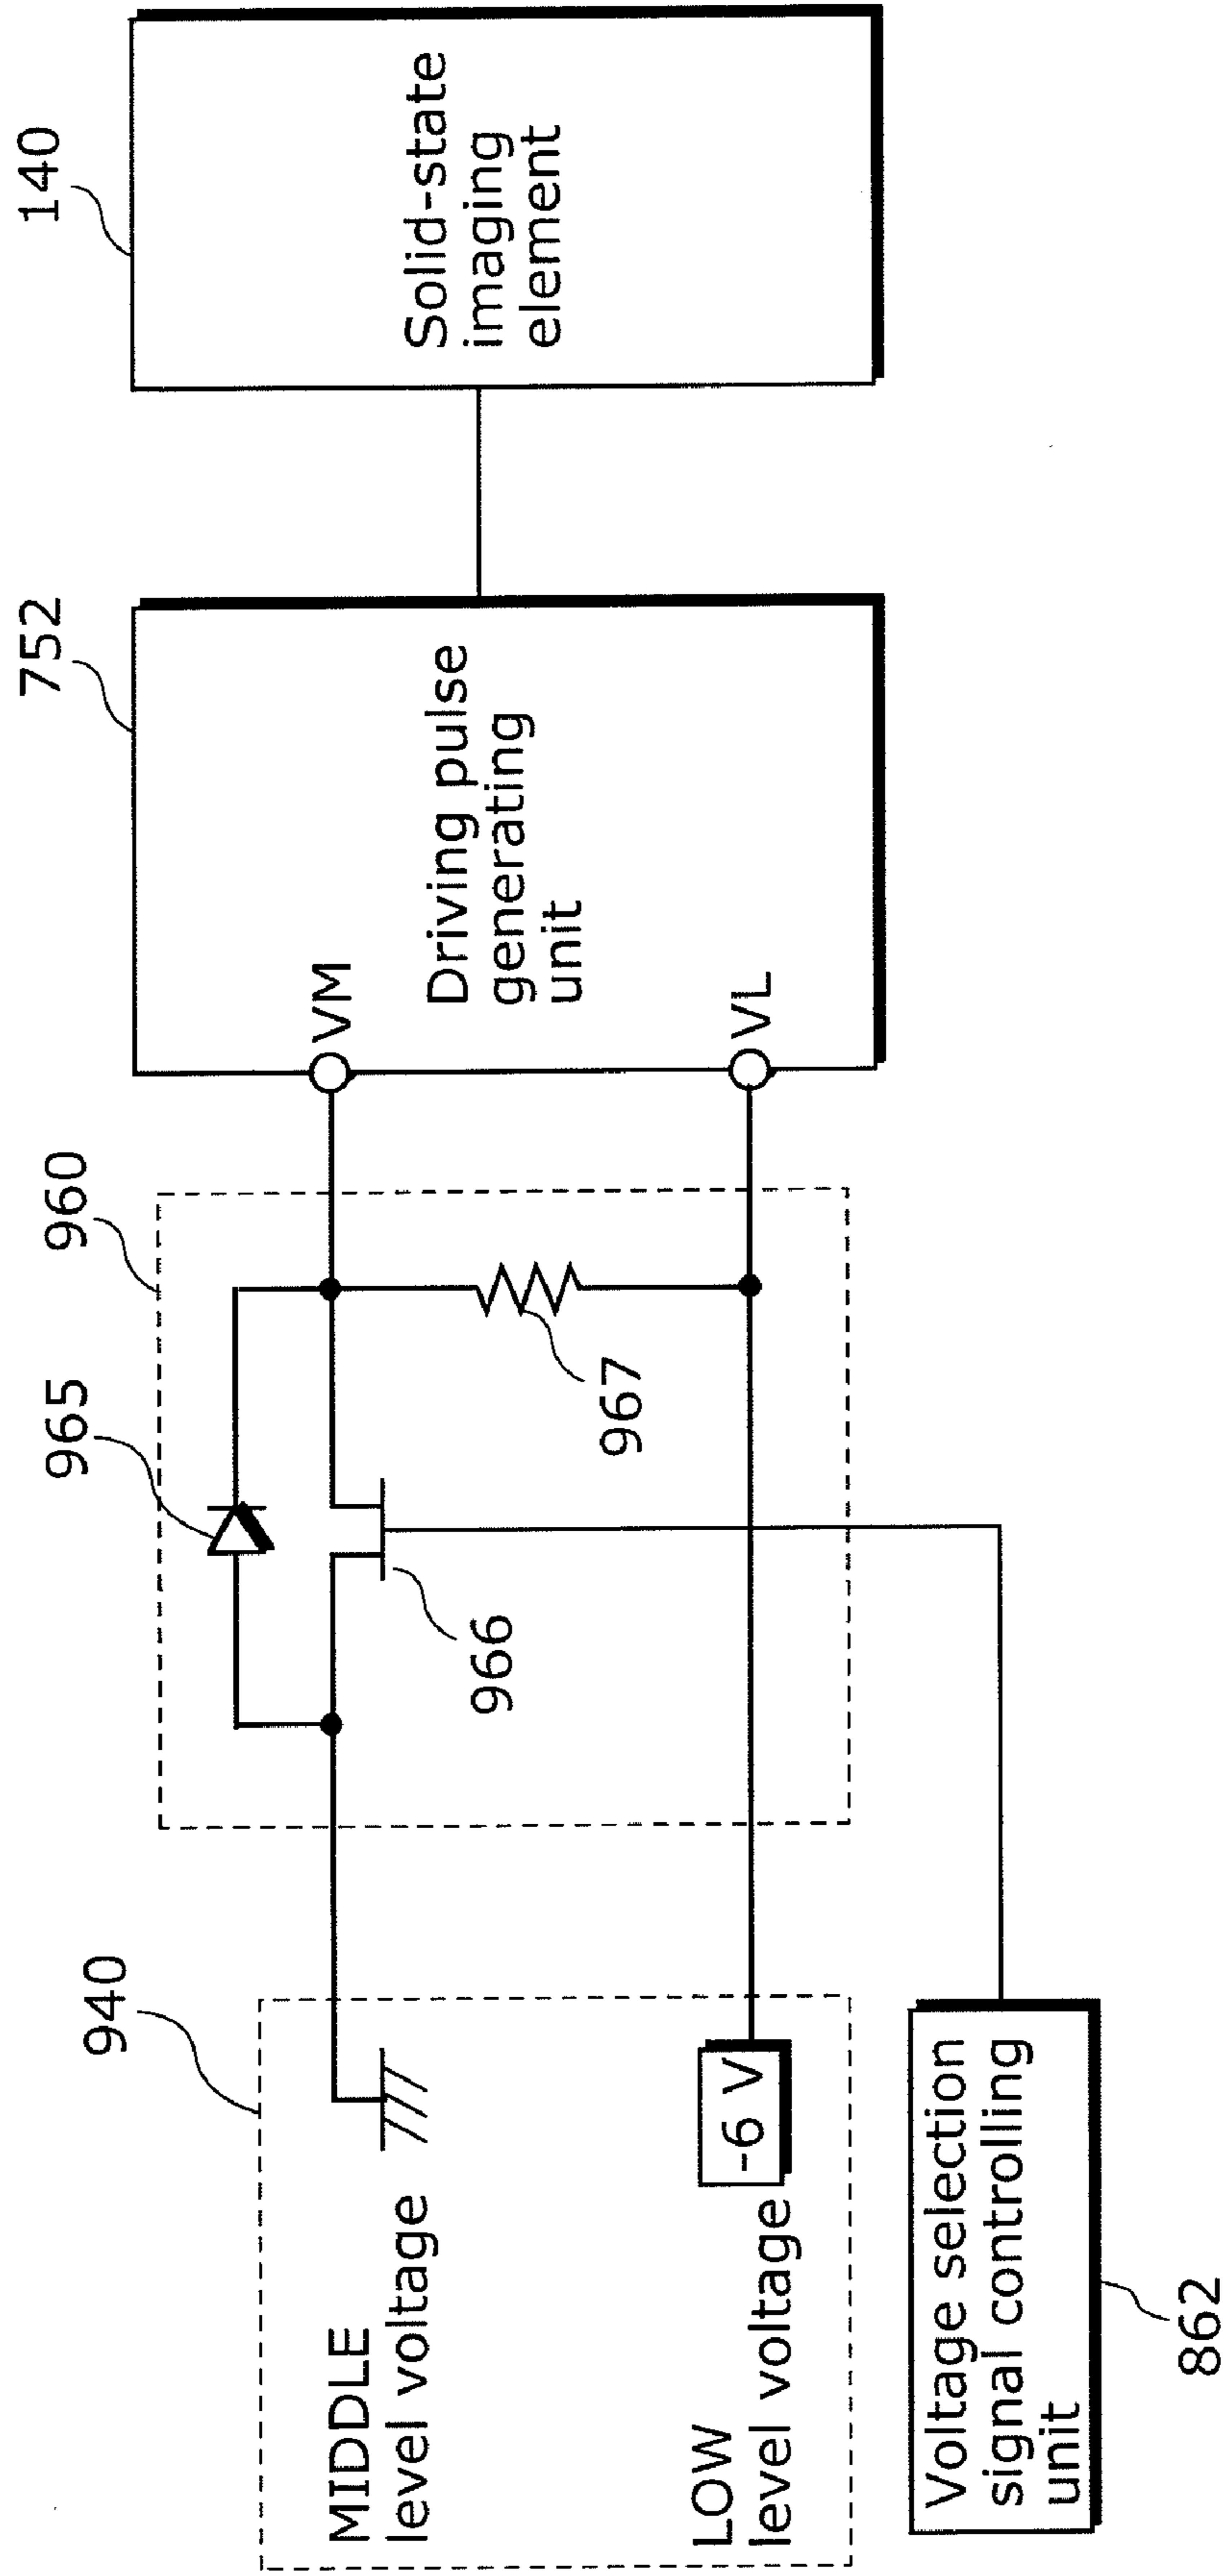 940
MIDDLE
level voltage
LOW
level voltage
-6 V
960
965
966
967
752
VM
VL
Driving pulse
generating
unit
140
Solid-state
imaging
element
Voltage selection
signal controlling
unit
862